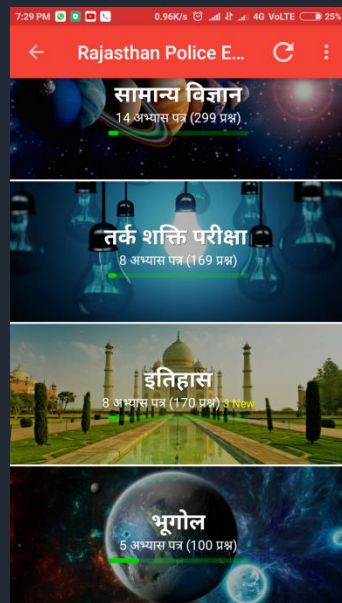 7:29 PM 0.96K/s 4G VoLTE 25%
Rajasthan Police E...
सामान्य विज्ञान
14 अभ्यास पत्र (299 प्रश्न)
तर्क शक्ति परीक्षा
8 अभ्यास पत्र (169 प्रश्न)
इतिहास
8 अभ्यास पत्र (170 प्रश्न) 3 New
भूगोल
5 अभ्यास पत्र (100 प्रश्न)